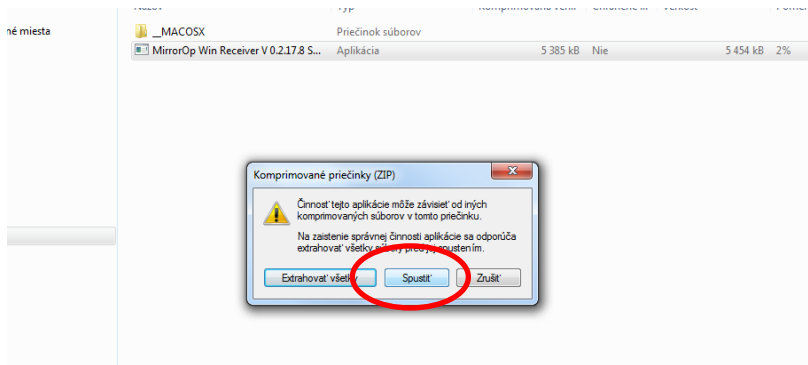 né miesta
__MACOSX Priečinok súborov
MirrorOp Win Receiver V 0.2.17.8 S... Aplikácia 5 385 kB Nie 5 454 kB 2%
Komprimované priečinky (ZIP)
Činnosť tejto aplikácie môže závisieť od iných
komprimovaných súborov v tomto priečinku.
Na zaistenie správnej činnosti aplikácie sa odporúča
extrahovať všetky súbory pred jej spustením.
Extrahovať všetky Spustiť Zrušiť